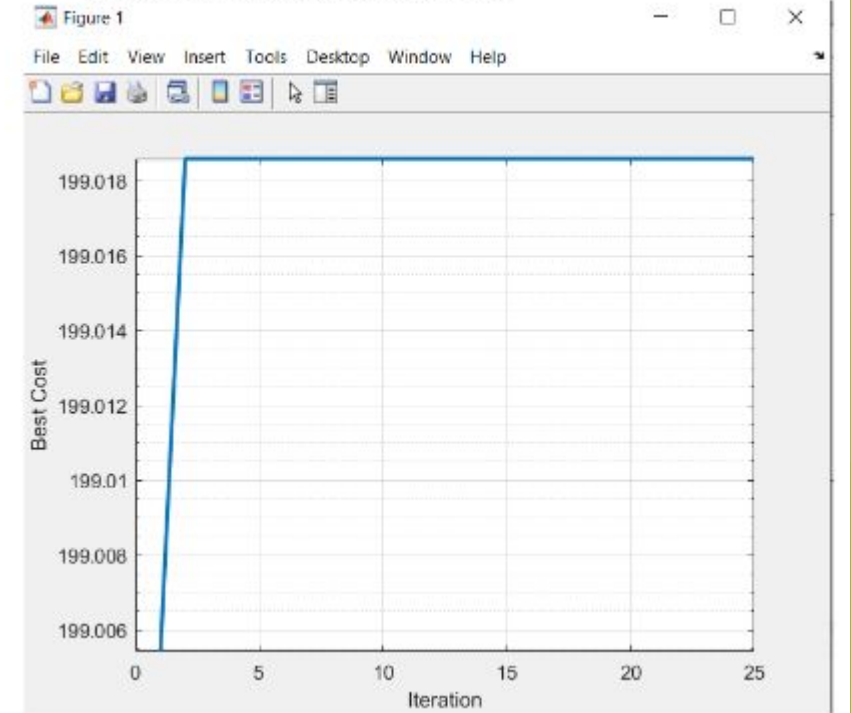 Figure 1
File Edit View Insert Tools Desktop Window Help
199.018
199.016
199.014
199.012
199.01
199.008
199.006
Best Cost
0 5 10 15 20 25
Iteration